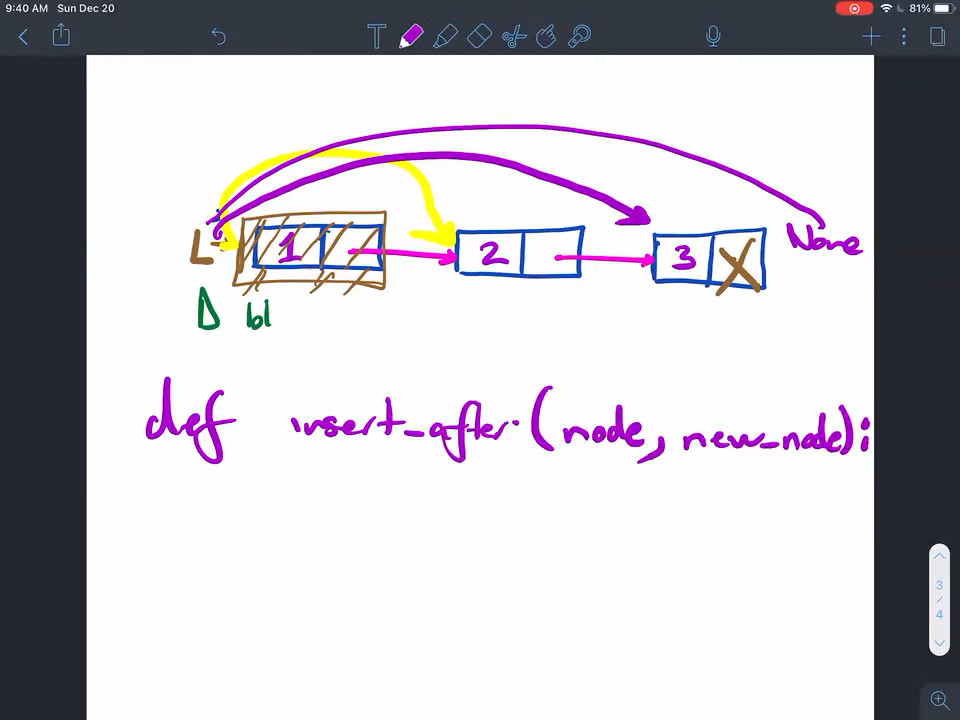 9:40 AM Sun Dec 20
81%
L
1
2
3
None
bl
def insert_after(node, new_node):
3
/
4